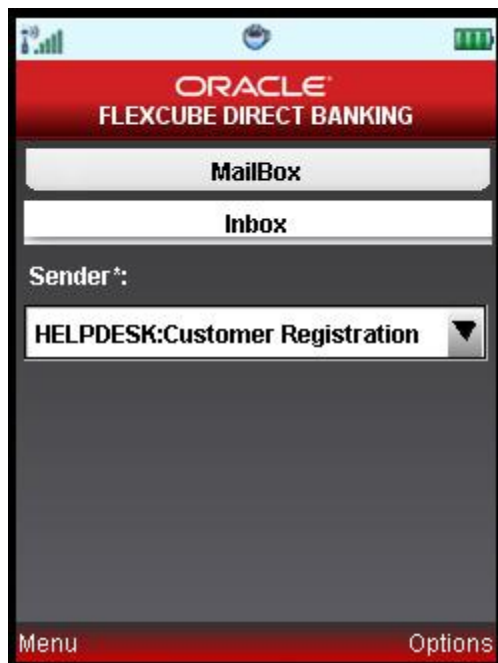 ORACLE
FLEXCUBE DIRECT BANKING
MailBox
Inbox
Sender*:
HELPDESK:Customer Registration
Menu Options